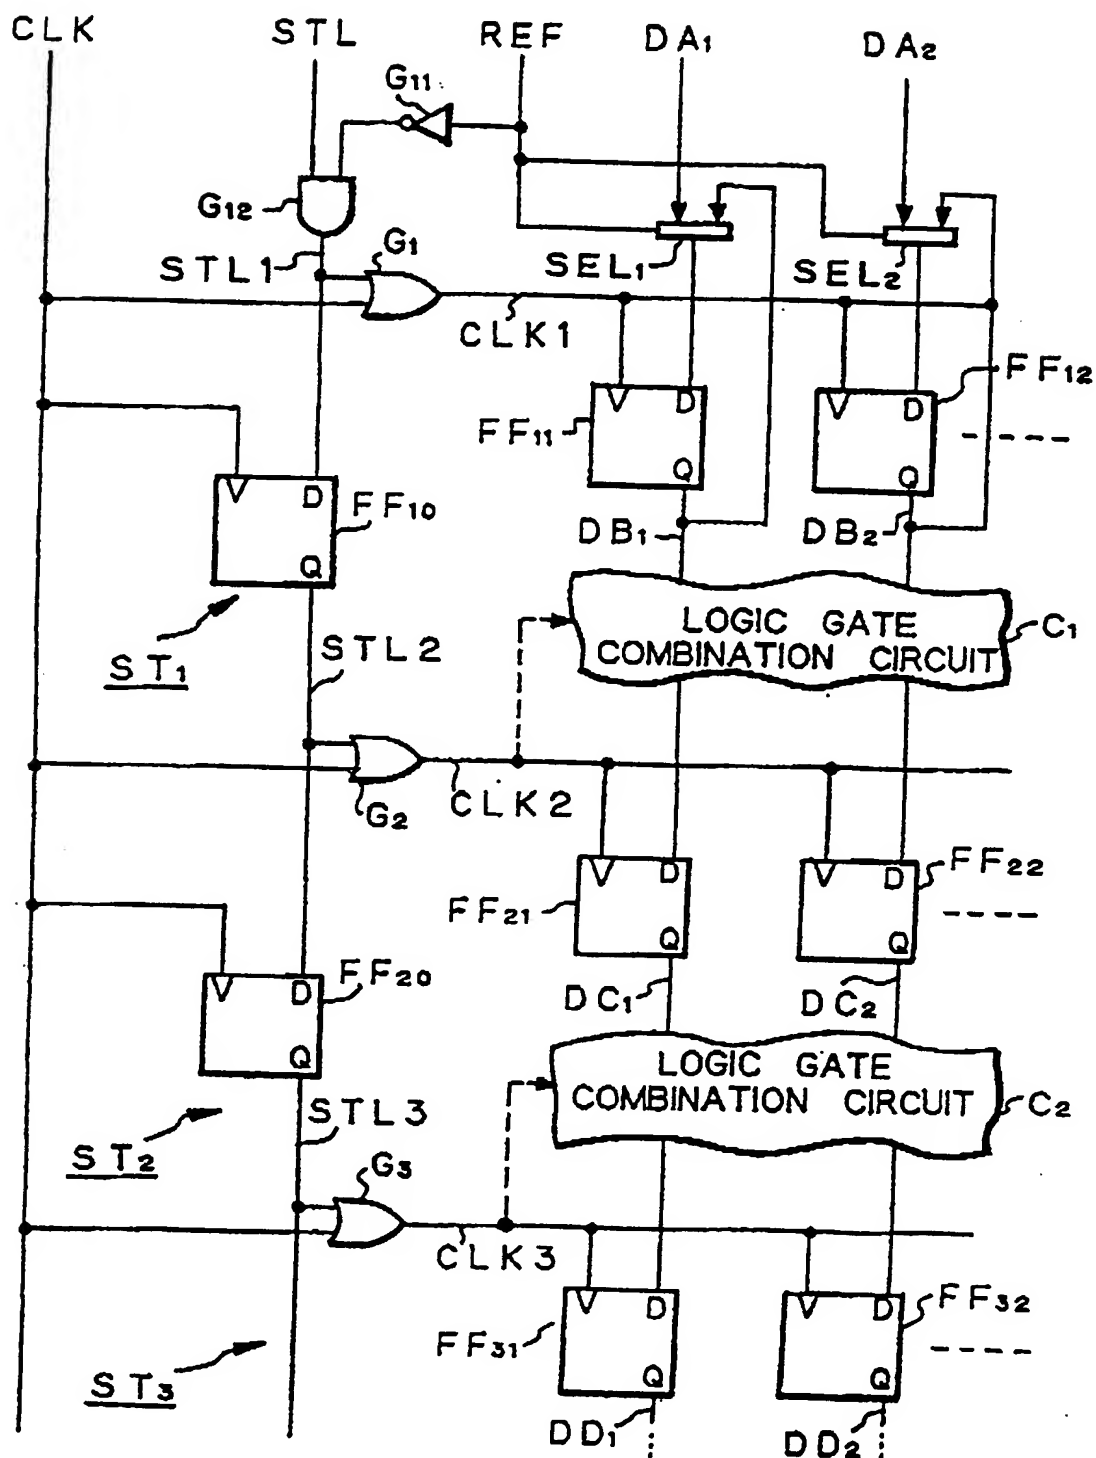 CLK STL REF DA1 DA2
G11
G12
G1
STL1
SEL1 SEL2
CLK1
V D V D
FF12
FF11
Q Q
V D
FF10
Q
DB1 DB2
LOGIC GATE
COMBINATION CIRCUIT
C1
ST1
STL2
G2
CLK2
V D V D
FF22
FF21
Q Q
FF20
V D
Q
DC1 DC2
LOGIC GATE
COMBINATION CIRCUIT
C2
STL3
ST2
G3
CLK3
V D V D
FF32
FF31
Q Q
ST3
DD1 DD2